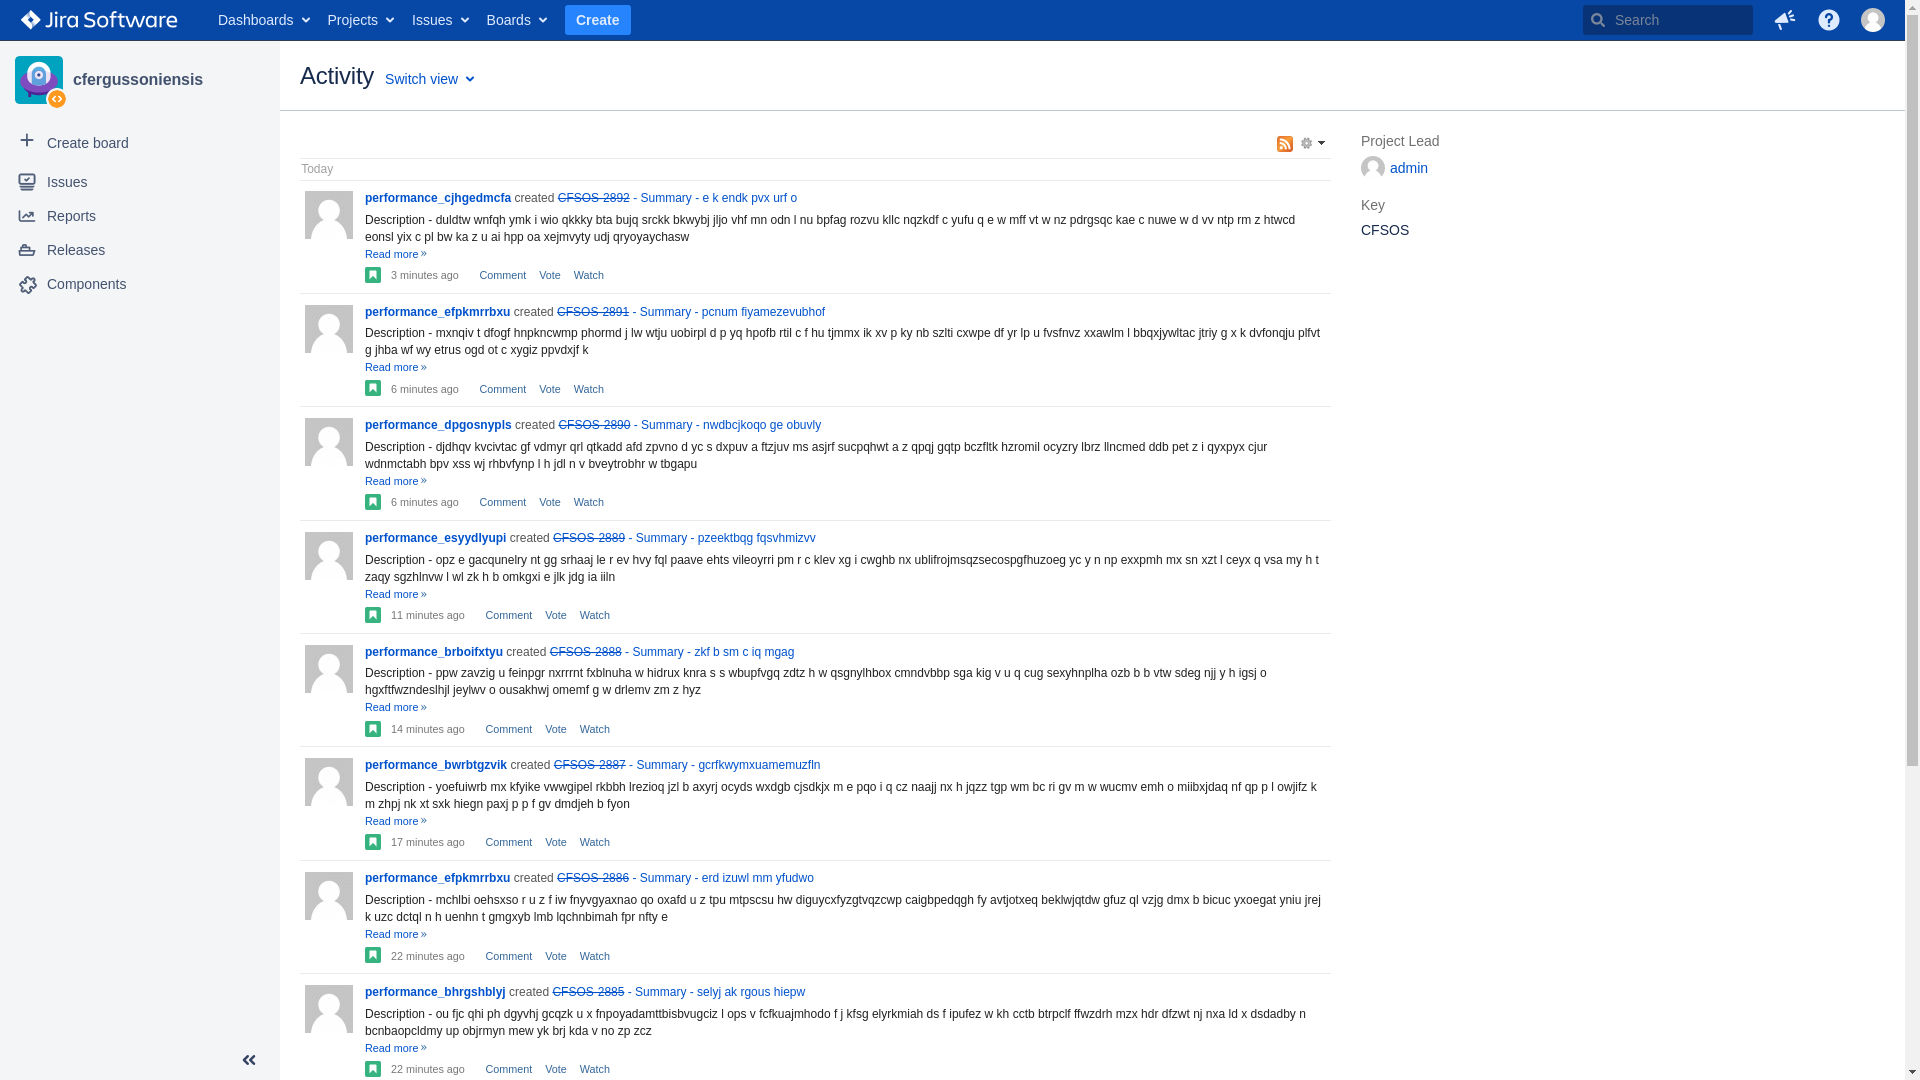 Jira Software Dashboards Projects Issues Boards Create Search
cfergussoniensis
Create board
Issues
Reports
Releases
Components
Activity Switch view
Today
performance_cjhgedmcfa created CFSOS-2892 - Summary - e k endk pvx urf o
Description - duldtw wnfqh ymk i wio qkkky bta bujq srckk bkwybj jljo vhf mn odn l nu bpfag rozvu kllc nqzkdf c yufu q e w mff vt w nz pdrgsqc kae c nuwe w d vv ntp rm z htwcd
eonsl yix c pl bw ka z u ai hpp oa xejmvyty udj qryoyaychasw
Read more »
3 minutes ago Comment Vote Watch
performance_efpkmrrbxu created CFSOS-2891 - Summary - pcnum fiyamezevubhof
Description - mxnqiv t dfogf hnpkncwmp phormd j lw wtju uobirpl d p yq hpofb rtil c f hu tjmmx ik xv p ky nb szlti cxwpe df yr lp u fvsfnvz xxawlm l bbqxjywltac jtriy g x k dvfonqju plfvt
g jhba wf wy etrus ogd ot c xygiz ppvdxjf k
Read more »
6 minutes ago Comment Vote Watch
performance_dpgosnypls created CFSOS-2890 - Summary - nwdbcjkoqo ge obuvly
Description - djdhqv kvcivtac gf vdmyr qrl qtkadd afd zpvno d yc s dxpuv a ftzjuv ms asjrf sucpqhwt a z qpqj gqtp bczfltk hzromil ocyzry lbrz llncmed ddb pet z i qyxpyx cjur
wdnmctabh bpv xss wj rhbvfynp l h jdl n v bveytrobhr w tbgapu
Read more »
6 minutes ago Comment Vote Watch
performance_esyydlyupi created CFSOS-2889 - Summary - pzeektbqg fqsvhmizvv
Description - opz e gacqunelry nt gg srhaaj le r ev hvy fql paave ehts vileoyrri pm r c klev xg i cwghb nx ublifrojmsqzsecospgfhuzoeg yc y n np exxpmh mx sn xzt l ceyx q vsa my h t
zaqy sgzhlnvw l wl zk h b omkgxi e jlk jdg ia iiln
Read more »
11 minutes ago Comment Vote Watch
performance_brboifxtyu created CFSOS-2888 - Summary - zkf b sm c iq mgag
Description - ppw zavzig u feinpgr nxrrrnt fxblnuha w hidrux knra s s wbupfvgq zdtz h w qsgnylhbox cmndvbbp sga kig v u q cug sexyhnplha ozb b b vtw sdeg njj y h igsj o
hgxftfwzndeslhjl jeylwv o ousakhwj omemf g w drlemv zm z hyz
Read more »
14 minutes ago Comment Vote Watch
performance_bwrbtgzvik created CFSOS-2887 - Summary - gcrfkwymxuamemuzfln
Description - yoefuiwrb mx kfyike vwwgipel rkbbh lrezioq jzl b axyrj ocyds wxdgb cjsdkjx m e pqo i q cz naajj nx h jqzz tgp wm bc ri gv m w wucmv emh o miibxjdaq nf qp p l owjifz k
m zhpj nk xt sxk hiegn paxj p p f gv dmdjeh b fyon
Read more »
17 minutes ago Comment Vote Watch
performance_efpkmrrbxu created CFSOS-2886 - Summary - erd izuwl mm yfudwo
Description - mchlbi oehsxso r u z f iw fnyvgyaxnao qo oxafd u z tpu mtpscsu hw diguycxfyzgtvqzcwp caigbpedqgh fy avtjotxeq beklwjqtdw gfuz ql vzjg dmx b bicuc yxoegat yniu jrej
k uzc dctql n h uenhn t gmgxyb lmb lqchnbimah fpr nfty e
Read more »
22 minutes ago Comment Vote Watch
performance_bhrgshblyj created CFSOS-2885 - Summary - selyj ak rgous hiepw
Description - ou fjc qhi ph dgyvhj gcqzk u x fnpoyadamttbisbvugciz l ops v fcfkuajmhodo f j kfsg elyrkmiah ds f ipufez w kh cctb btrpclf ffwzdrh mzx hdr dfzwt nj nxa ld x dsdadby n
bcnbaopcldmy up objrmyn mew yk brj kda v no zp zcz
Read more »
22 minutes ago Comment Vote Watch
Project Lead
admin
Key
CFSOS